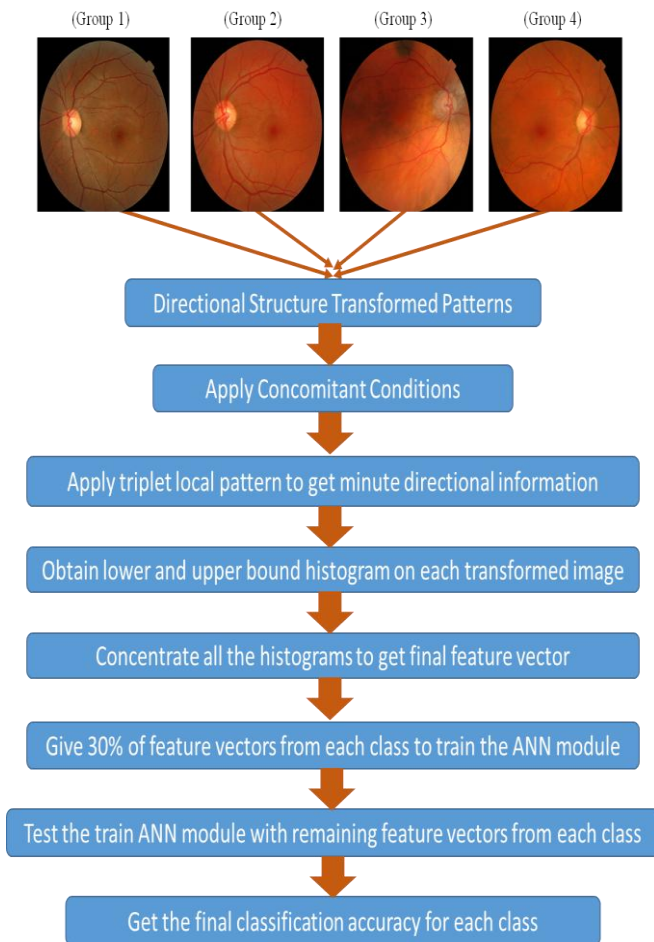 (Group 1) (Group 2) (Group 3) (Group 4)
Directional Structure Transformed Patterns
Apply Concomitant Conditions
Apply triplet local pattern to get minute directional information
Obtain lower and upper bound histogram on each transformed image
Concentrate all the histograms to get final feature vector
Give 30% of feature vectors from each class to train the ANN module
Test the train ANN module with remaining feature vectors from each class
Get the final classification accuracy for each class